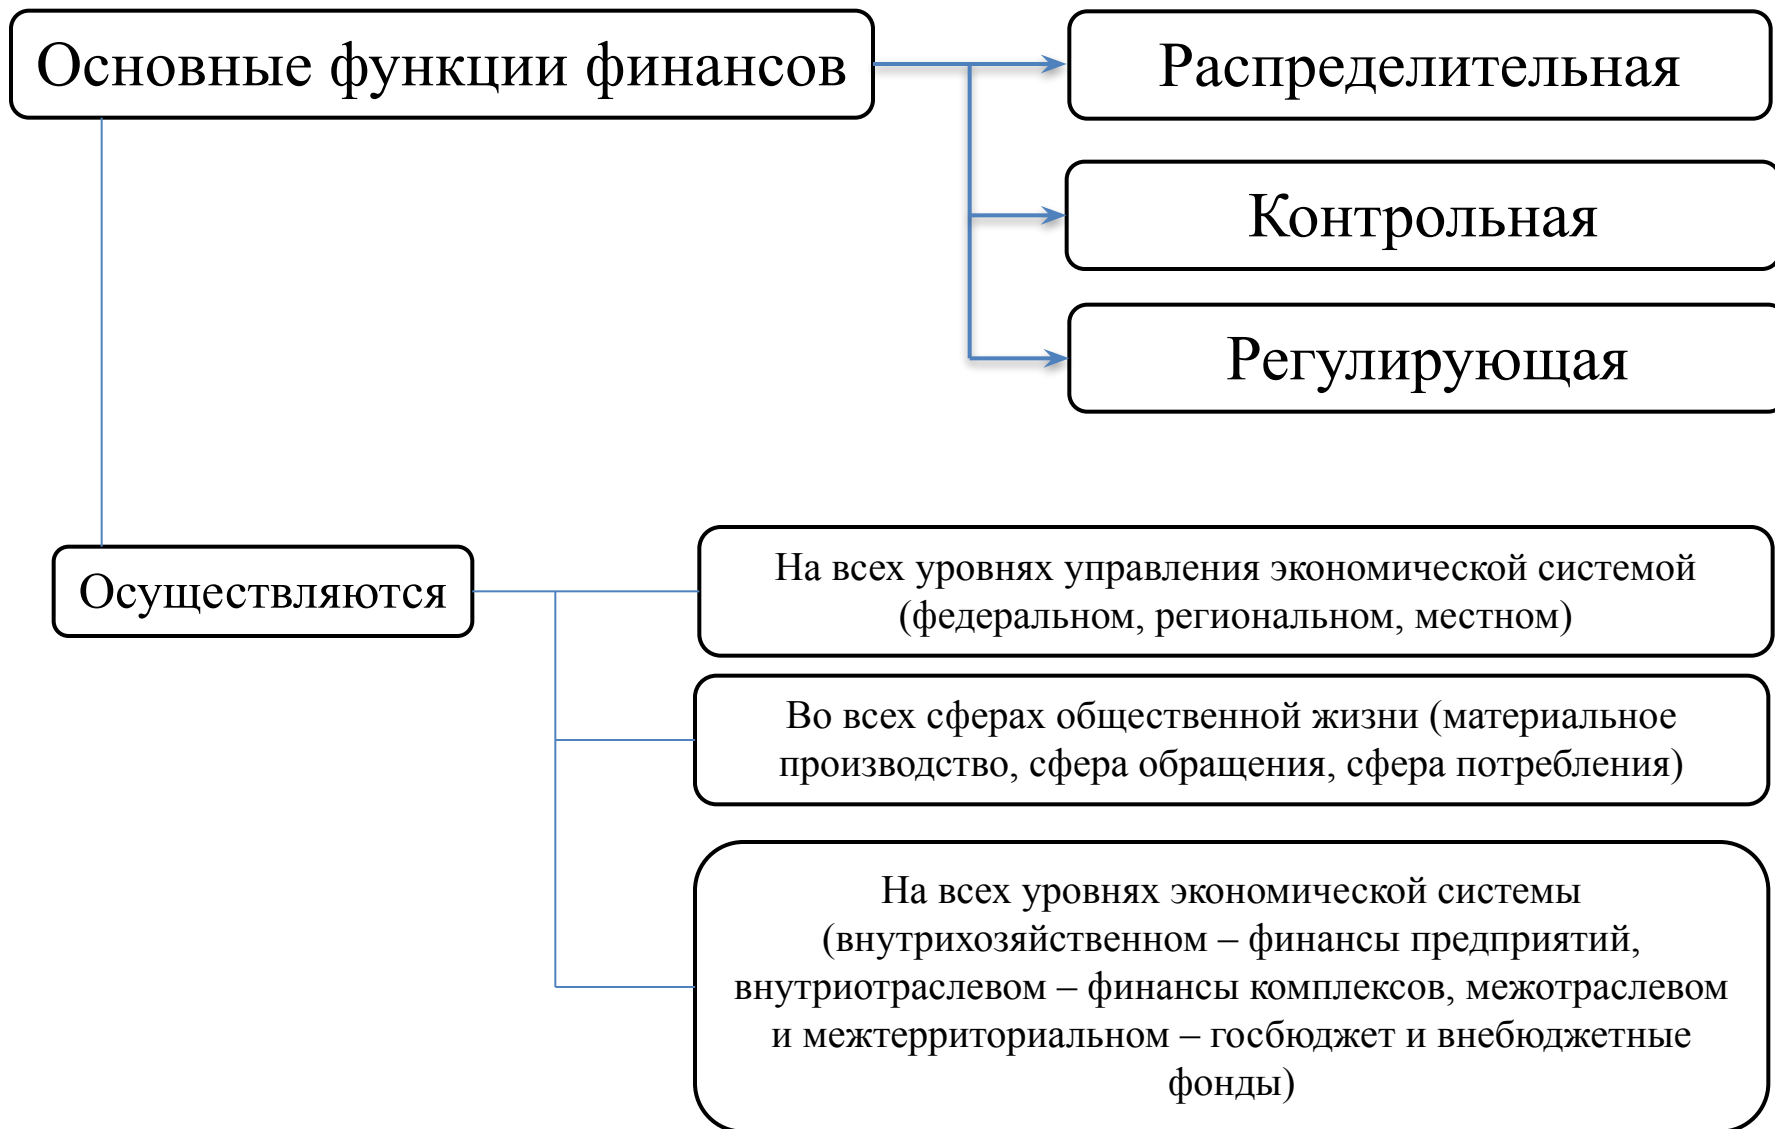 Основные функции финансов
Распределительная
Контрольная
Регулирующая
Осуществляются
На всех уровнях управления экономической системой
(федеральном, региональном, местном)
Во всех сферах общественной жизни (материальное
производство, сфера обращения, сфера потребления)
На всех уровнях экономической системы
(внутрихозяйственном – финансы предприятий,
внутриотраслевом – финансы комплексов, межотраслевом
и межтерриториальном – госбюджет и внебюджетные
фонды)